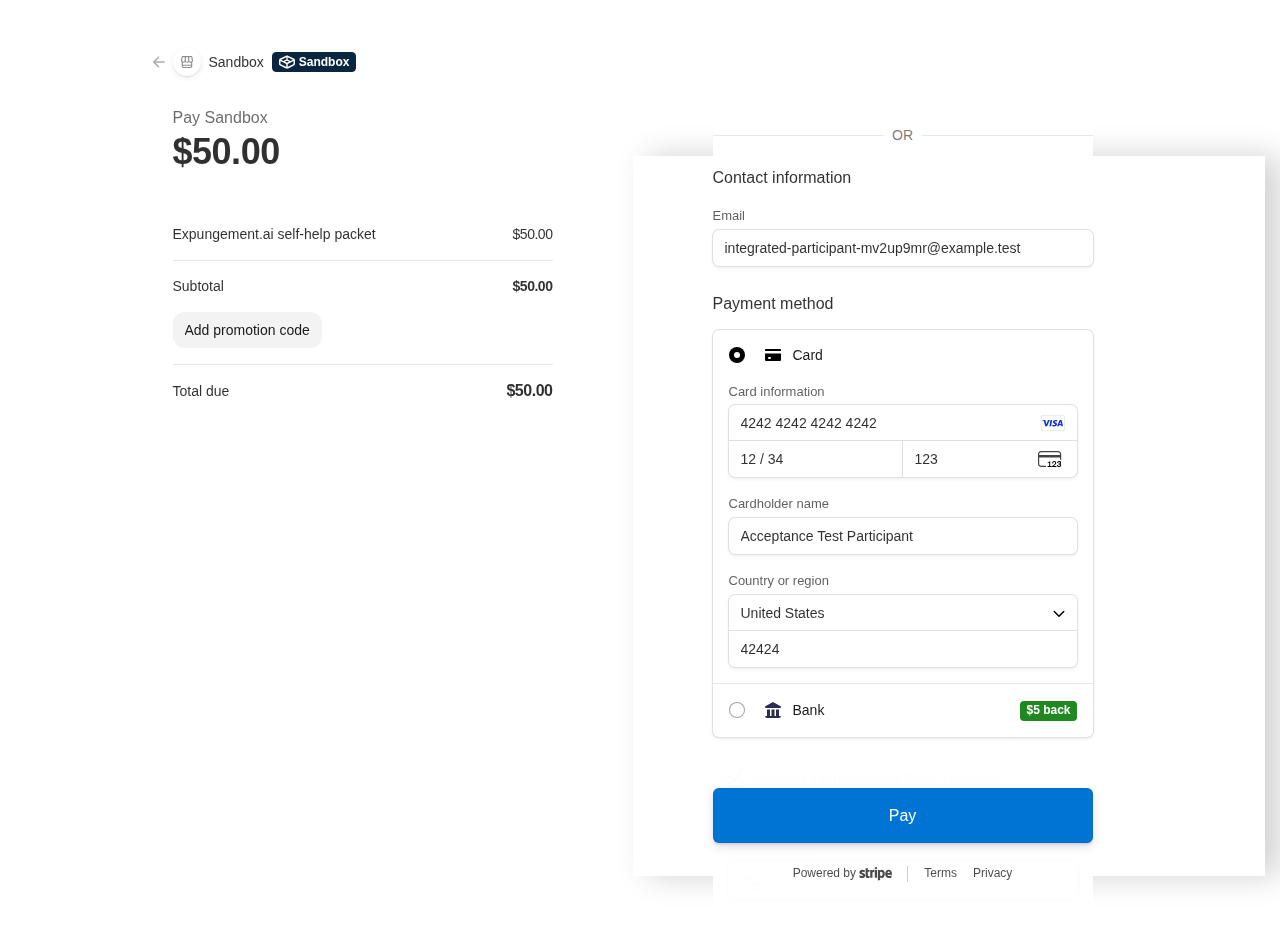 Sandbox Sandbox
Pay Sandbox
$50.00
Expungement.ai self-help packet $50.00
Subtotal $50.00
Add promotion code
Total due $50.00
OR
Contact information
Email
integrated-participant-mv2up9mr@example.test
Payment method
Card
Card information
4242 4242 4242 4242 VISA
12 / 34 123 123
Cardholder name
Acceptance Test Participant
Country or region
United States
42424
Bank $5 back
Pay
Powered by stripe Terms Privacy